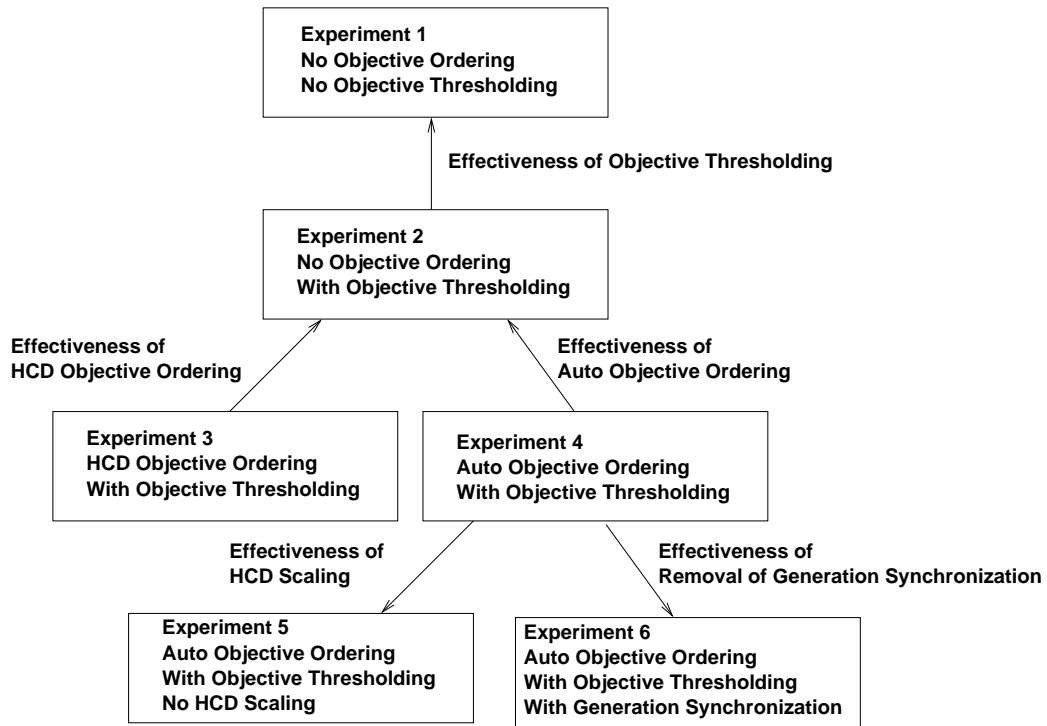 Experiment 1
No Objective Ordering
No Objective Thresholding
Effectiveness of Objective Thresholding
Experiment 2
No Objective Ordering
With Objective Thresholding
Effectiveness of
HCD Objective Ordering
Effectiveness of
Auto Objective Ordering
Experiment 3
HCD Objective Ordering
With Objective Thresholding
Experiment 4
Auto Objective Ordering
With Objective Thresholding
Effectiveness of
HCD Scaling
Effectiveness of
Removal of Generation Synchronization
Experiment 5
Auto Objective Ordering
With Objective Thresholding
No HCD Scaling
Experiment 6
Auto Objective Ordering
With Objective Thresholding
With Generation Synchronization